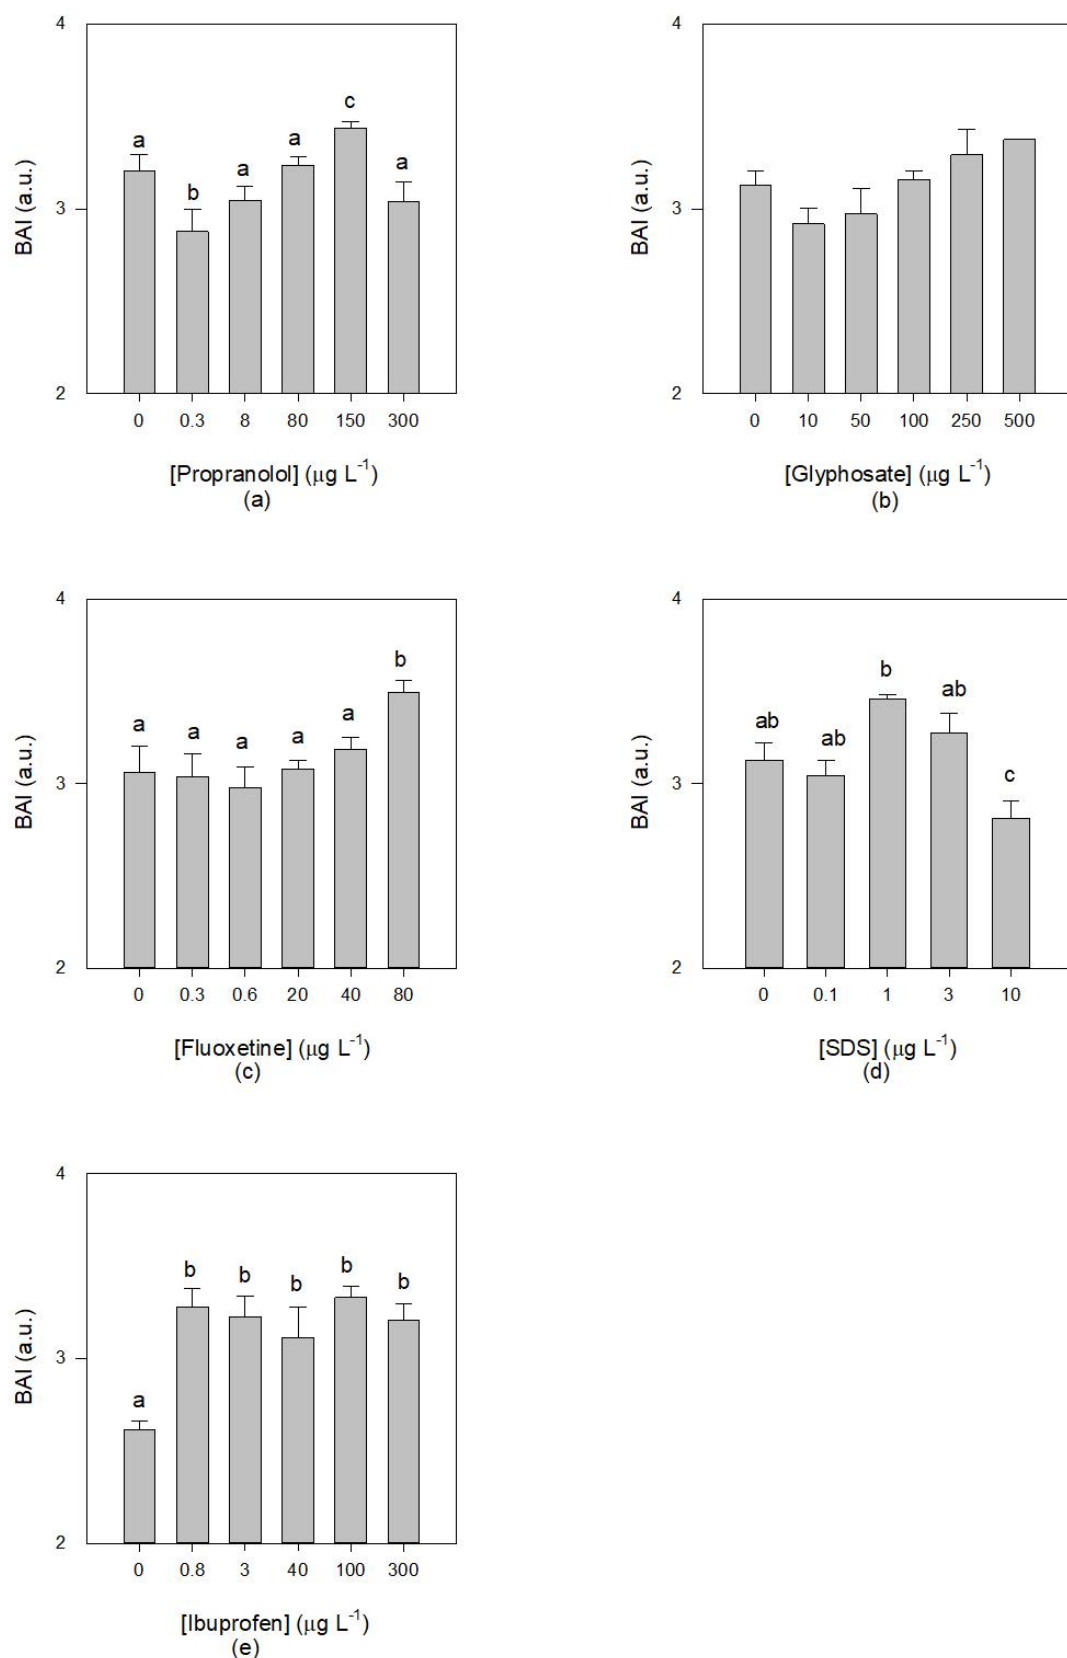 4
c
a
a
a
a
b
3
BAI (a.u.)
2
0 0.3 8 80 150 300
[Propranolol] (μg L⁻¹)
(a)
4
3
BAI (a.u.)
2
0 10 50 100 250 500
[Glyphosate] (μg L⁻¹)
(b)
4
b
a a a a a
3
BAI (a.u.)
2
0 0.3 0.6 20 40 80
[Fluoxetine] (μg L⁻¹)
(c)
4
b
ab ab ab
c
3
BAI (a.u.)
2
0 0.1 1 3 10
[SDS] (μg L⁻¹)
(d)
4
b b b b b
a
3
BAI (a.u.)
2
0 0.8 3 40 100 300
[Ibuprofen] (μg L⁻¹)
(e)